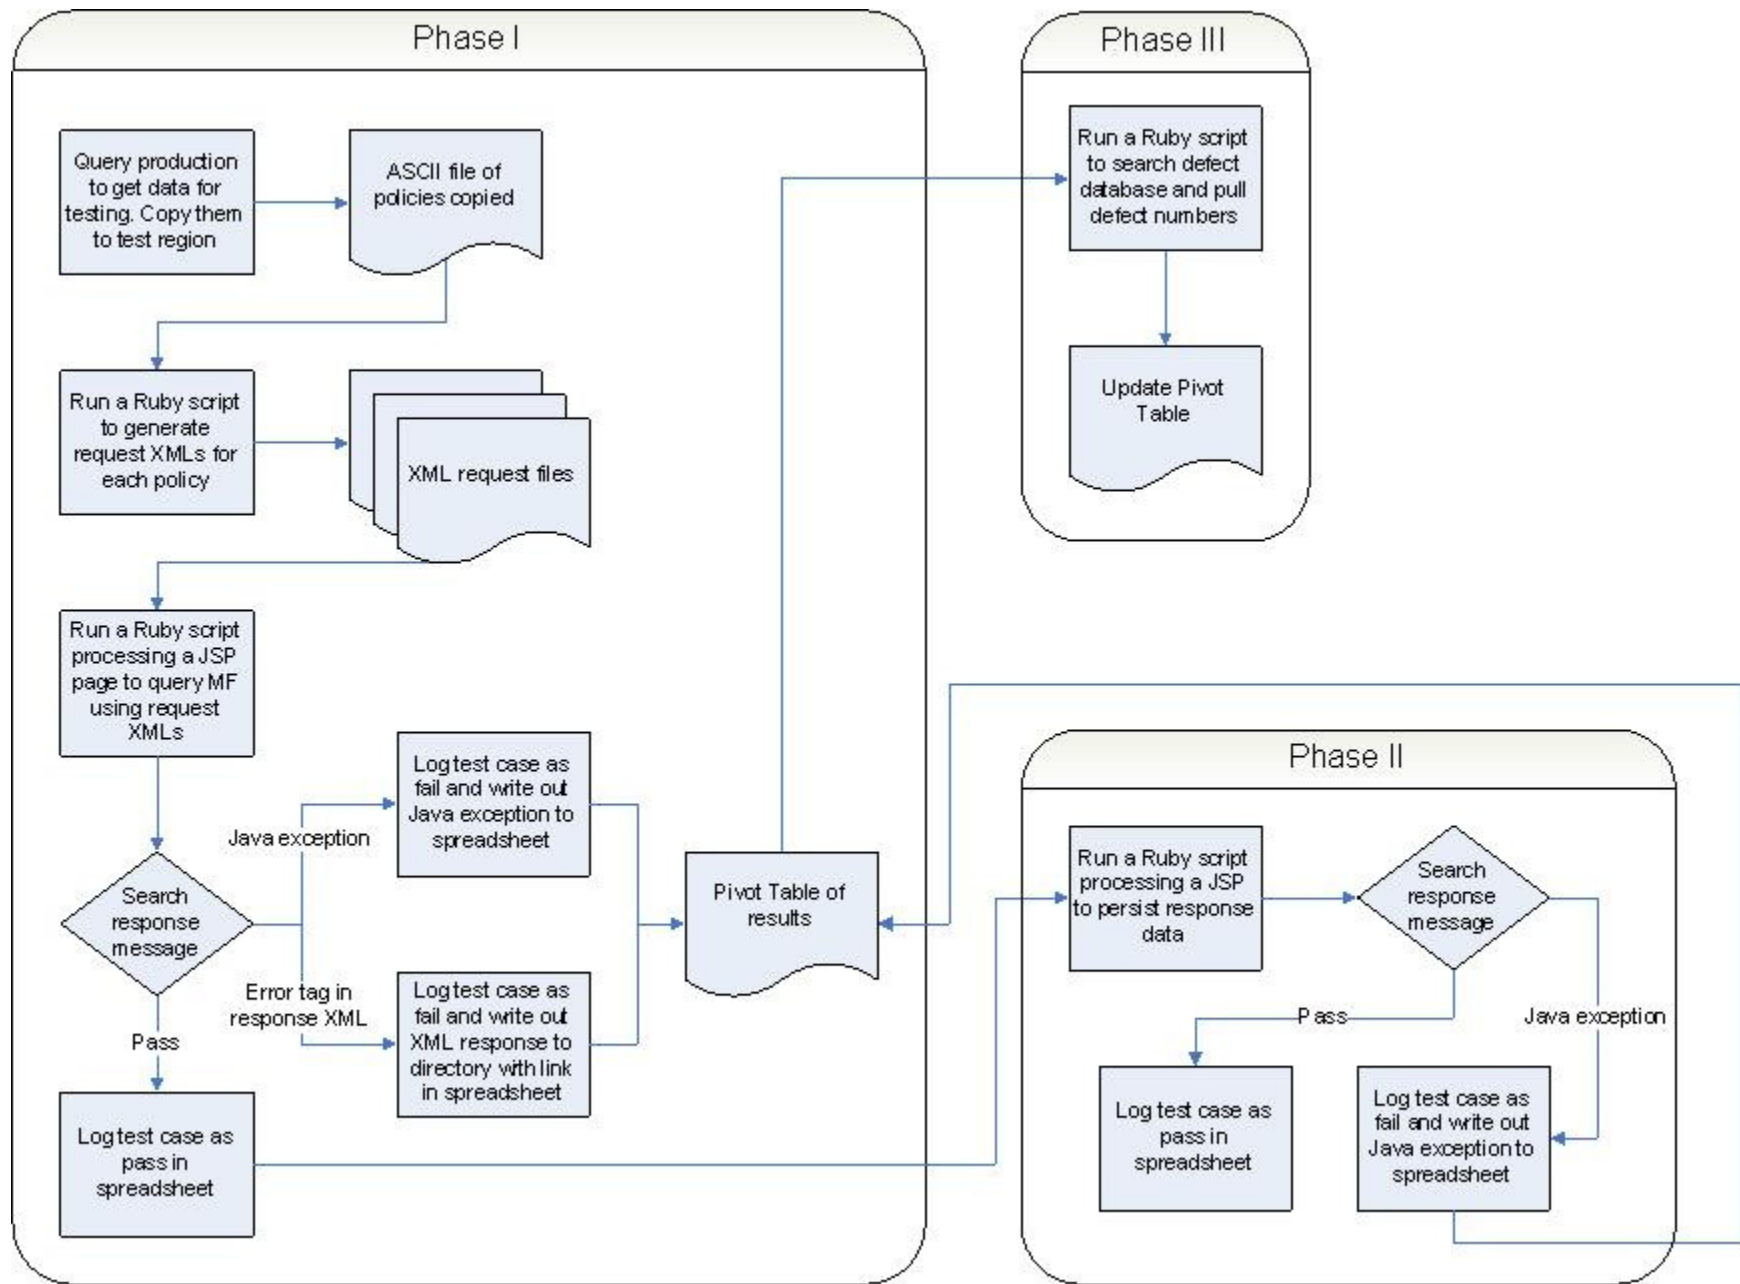 Phase I
Query production
to get data for
testing. Copy them
to test region
ASCII file of
policies copied
Run a Ruby script
to generate
request XMLs for
each policy
XML request files
Run a Ruby script
processing a JSP
page to query MF
using request
XMLs
Search
response
message
Java exception
Log test case as
fail and write out
Java exception to
spreadsheet
Error tag in
response XML
Log test case as
fail and write out
XML response to
directory with link
in spreadsheet
Pass
Log test case as
pass in
spreadsheet
Pivot Table of
results
Phase III
Run a Ruby script
to search defect
database and pull
defect numbers
Update Pivot
Table
Phase II
Run a Ruby script
processing a JSP
to persist response
data
Search
response
message
Pass
Java exception
Log test case as
pass in
spreadsheet
Log test case as
fail and write out
Java exception to
spreadsheet